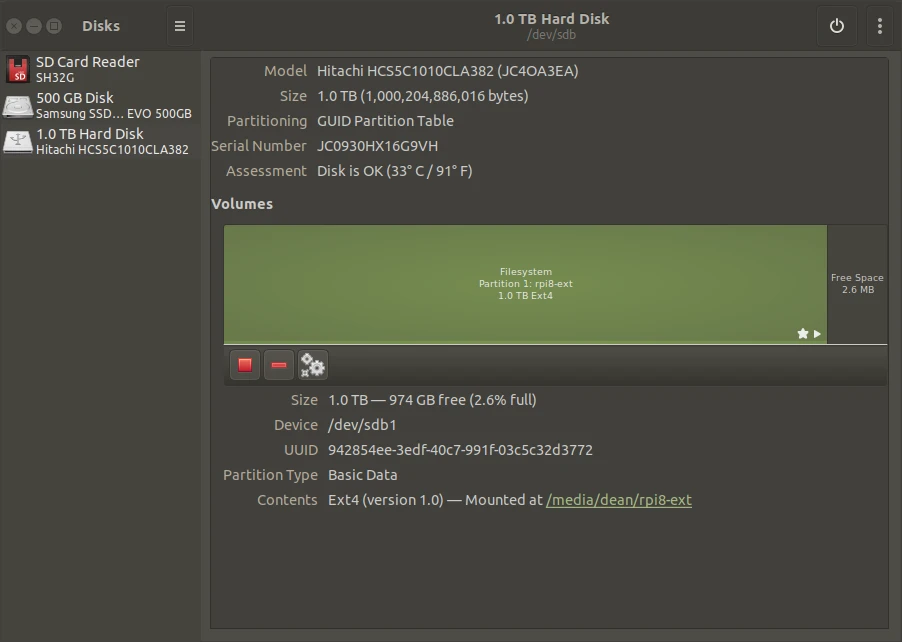 Disks
1.0 TB Hard Disk
/dev/sdb
SD Card Reader
SH32G
500 GB Disk
Samsung SSD... EVO 500GB
1.0 TB Hard Disk
Hitachi HCS5C1010CLA382
Model Hitachi HCS5C1010CLA382 (JC4OA3EA)
Size 1.0 TB (1,000,204,886,016 bytes)
Partitioning GUID Partition Table
Serial Number JC0930HX16G9VH
Assessment Disk is OK (33° C / 91° F)
Volumes
Filesystem
Partition 1: rpi8-ext
1.0 TB Ext4
Free Space
2.6 MB
Size 1.0 TB — 974 GB free (2.6% full)
Device /dev/sdb1
UUID 942854ee-3edf-40c7-991f-03c5c32d3772
Partition Type Basic Data
Contents Ext4 (version 1.0) — Mounted at /media/dean/rpi8-ext